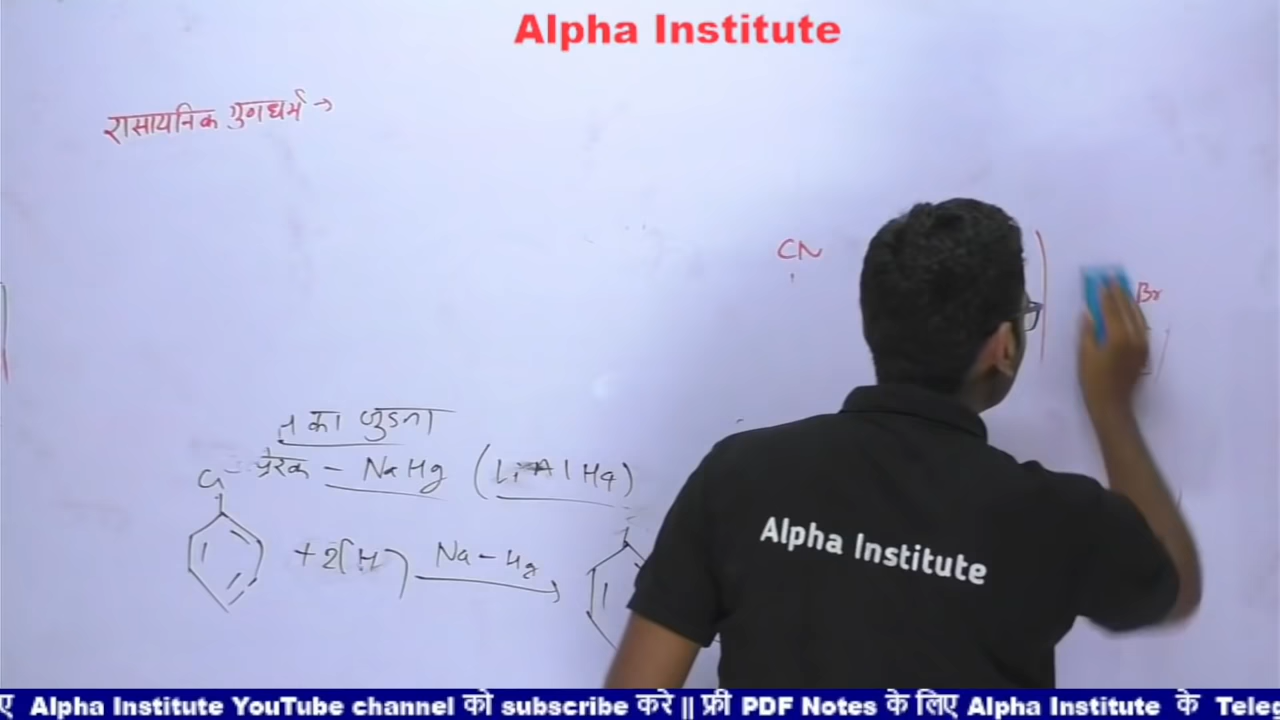 Alpha Institute
रासायनिक गुणधर्म →
CN
Br
H का जुडना
Cl प्रेरक - NaHg (LiAlH4)
+ 2[H] Na-Hg
Alpha Institute
Alpha Institute YouTube channel को subscribe करे || फ्री PDF Notes के लिए Alpha Institute के